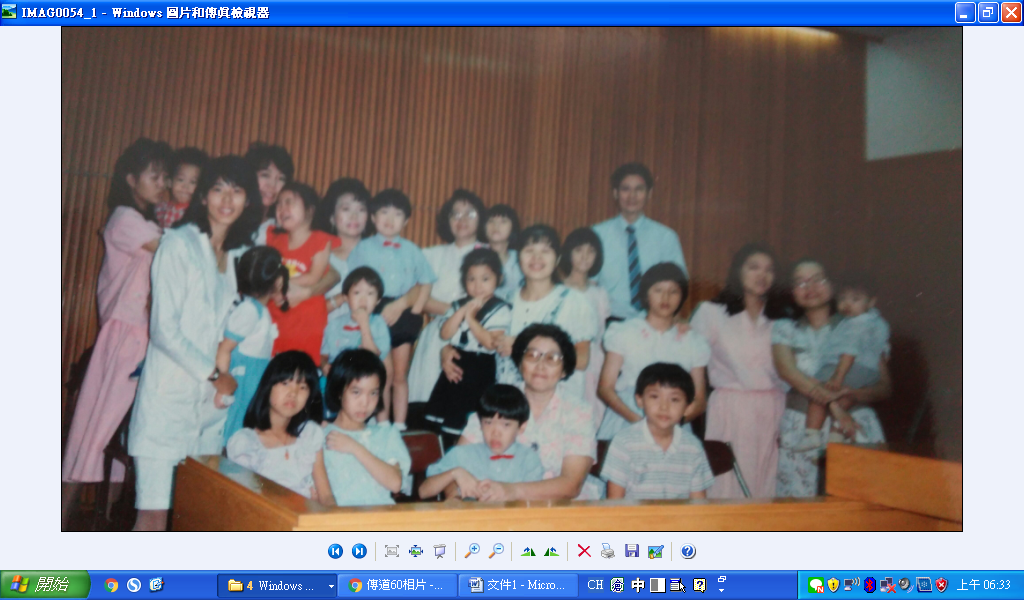 IMAG0054_1 - Windows 圖片和傳真檢視器
開始
4 Windows ...
傳道60相片 -...
文件1 - Micro...
CH
中
上午 06:33